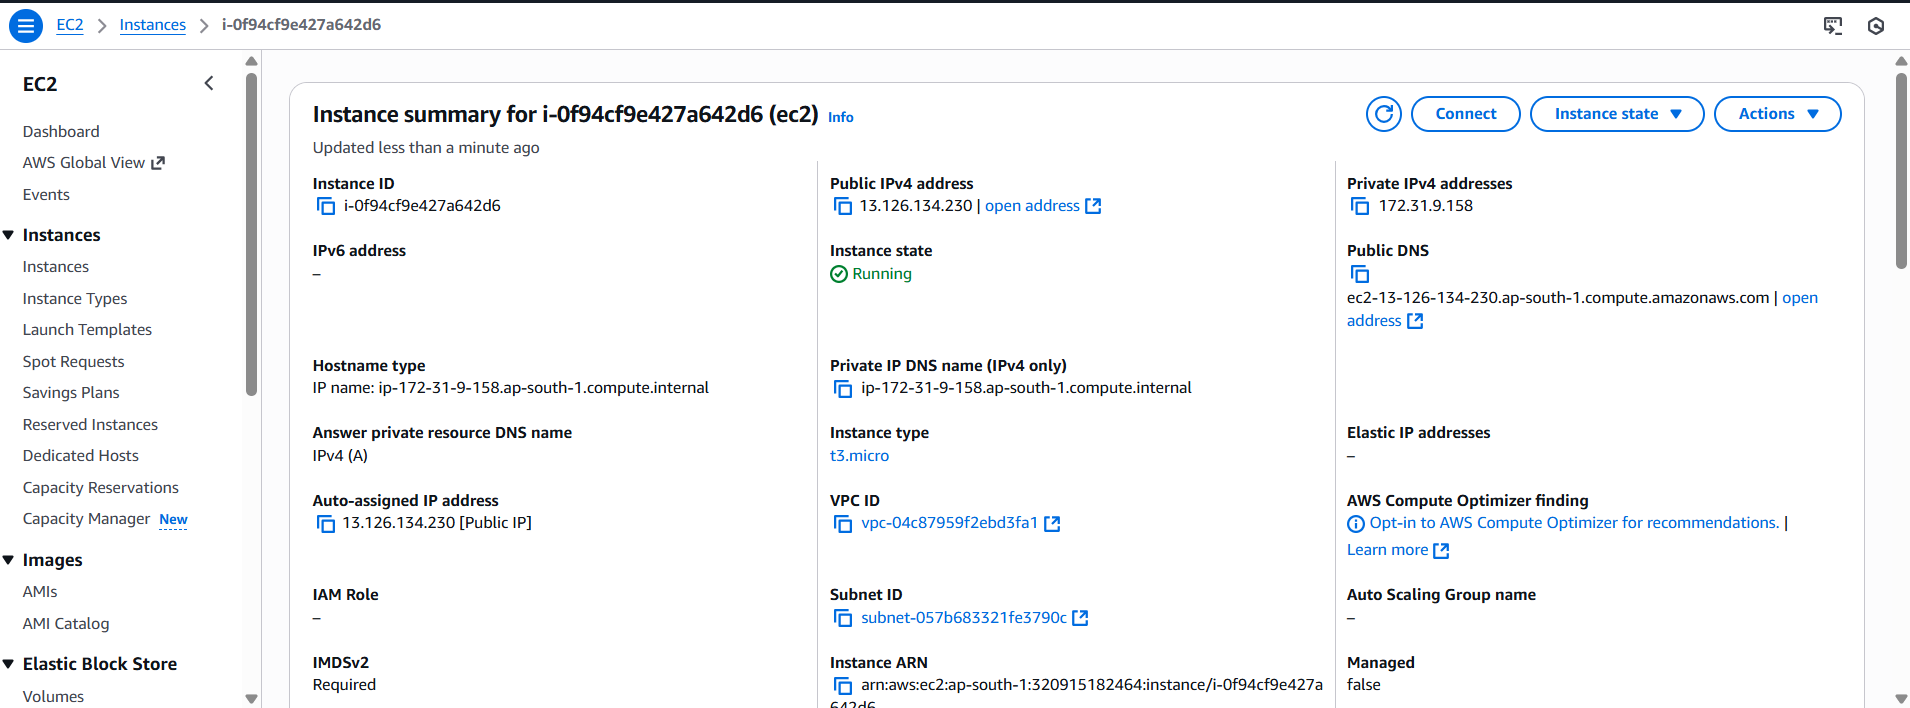 EC2 > Instances > i-0f94cf9e427a642d6
EC2
Dashboard
AWS Global View
Events
Instances
Instances
Instance Types
Launch Templates
Spot Requests
Savings Plans
Reserved Instances
Dedicated Hosts
Capacity Reservations
Capacity Manager New
Images
AMIs
AMI Catalog
Elastic Block Store
Volumes
Instance summary for i-0f94cf9e427a642d6 (ec2) Info
Connect
Instance state
Actions
Updated less than a minute ago
Instance ID
i-0f94cf9e427a642d6
Public IPv4 address
13.126.134.230 | open address
Private IPv4 addresses
172.31.9.158
IPv6 address
–
Instance state
Running
Public DNS
ec2-13-126-134-230.ap-south-1.compute.amazonaws.com | open
address
Hostname type
IP name: ip-172-31-9-158.ap-south-1.compute.internal
Private IP DNS name (IPv4 only)
ip-172-31-9-158.ap-south-1.compute.internal
Answer private resource DNS name
IPv4 (A)
Instance type
t3.micro
Elastic IP addresses
–
Auto-assigned IP address
13.126.134.230 [Public IP]
VPC ID
vpc-04c87959f2ebd3fa1
AWS Compute Optimizer finding
Opt-in to AWS Compute Optimizer for recommendations. |
Learn more
IAM Role
–
Subnet ID
subnet-057b683321fe3790c
Auto Scaling Group name
–
IMDSv2
Required
Instance ARN
arn:aws:ec2:ap-south-1:320915182464:instance/i-0f94cf9e427a
642d6
Managed
false